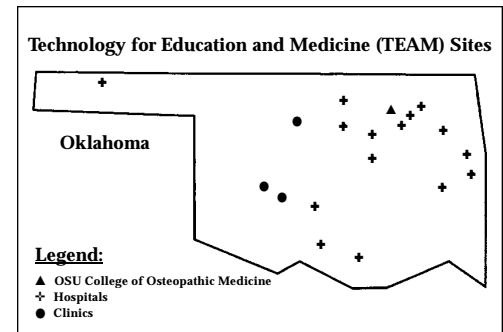 Technology for Education and Medicine (TEAM) Sites
Oklahoma
Legend:
OSU College of Osteopathic Medicine
Hospitals
Clinics